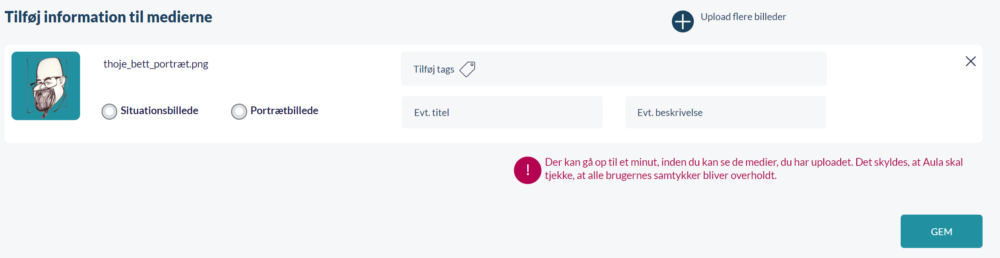 Tilføj information til medierne
Upload flere billeder
thoje_bett_portræt.png
Tilføj tags
Situationsbillede
Portrætbillede
Evt. titel
Evt. beskrivelse
! Der kan gå op til et minut, inden du kan se de medier, du har uploadet. Det skyldes, at Aula skal
tjekke, at alle brugernes samtykker bliver overholdt.
GEM